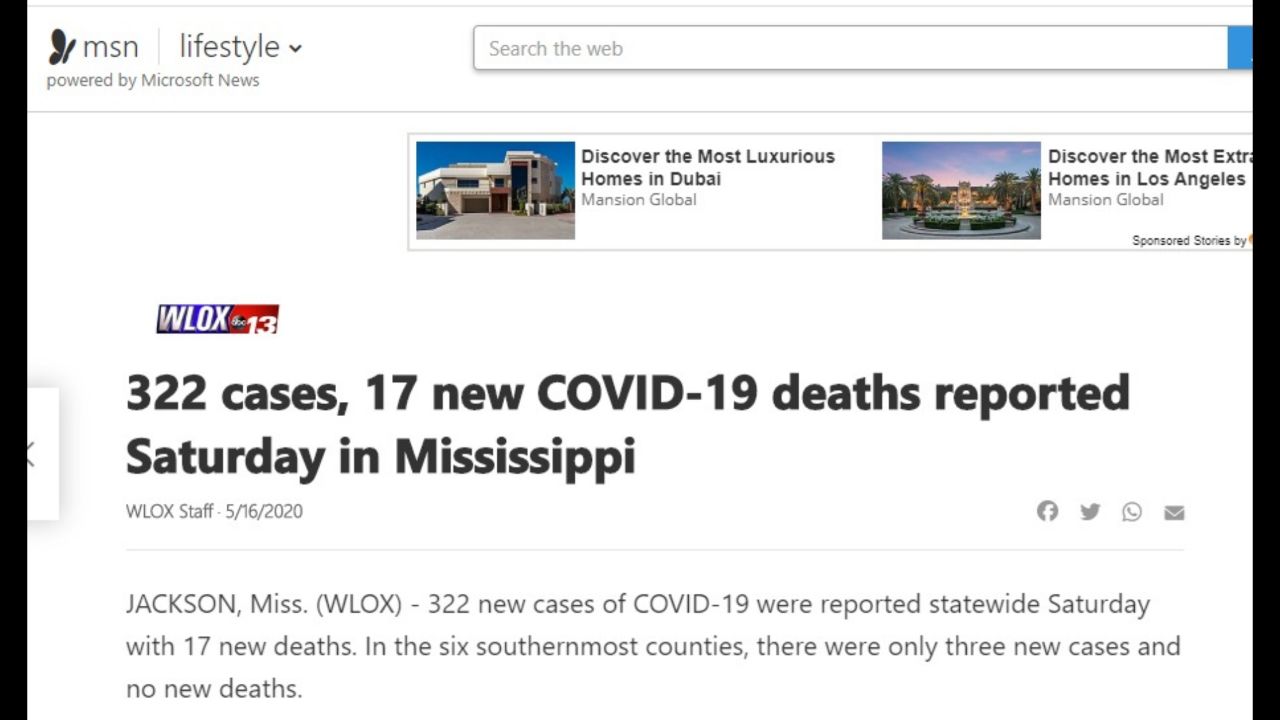 msn lifestyle
powered by Microsoft News
Search the web
Discover the Most Luxurious
Homes in Dubai
Mansion Global
Discover the Most Extra
Homes in Los Angeles
Mansion Global
Sponsored Stories by
WLOX abc 13
322 cases, 17 new COVID-19 deaths reported
Saturday in Mississippi
WLOX Staff · 5/16/2020
JACKSON, Miss. (WLOX) - 322 new cases of COVID-19 were reported statewide Saturday
with 17 new deaths. In the six southernmost counties, there were only three new cases and
no new deaths.